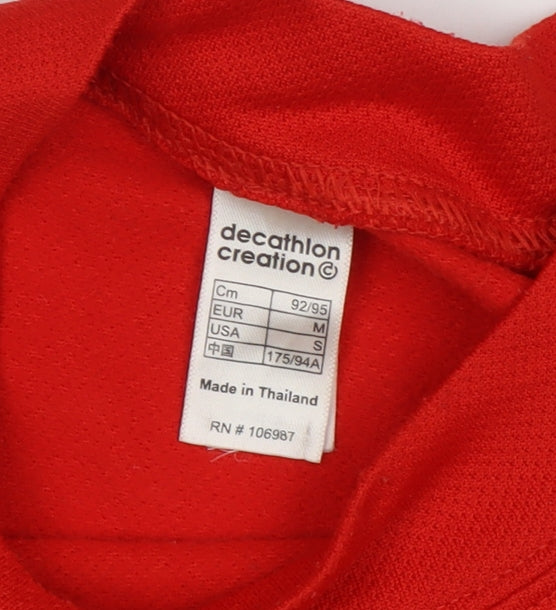 decathlon
creation ©
Cm 92/95
EUR M
USA S
中国 175/94A
Made in Thailand
RN # 106987